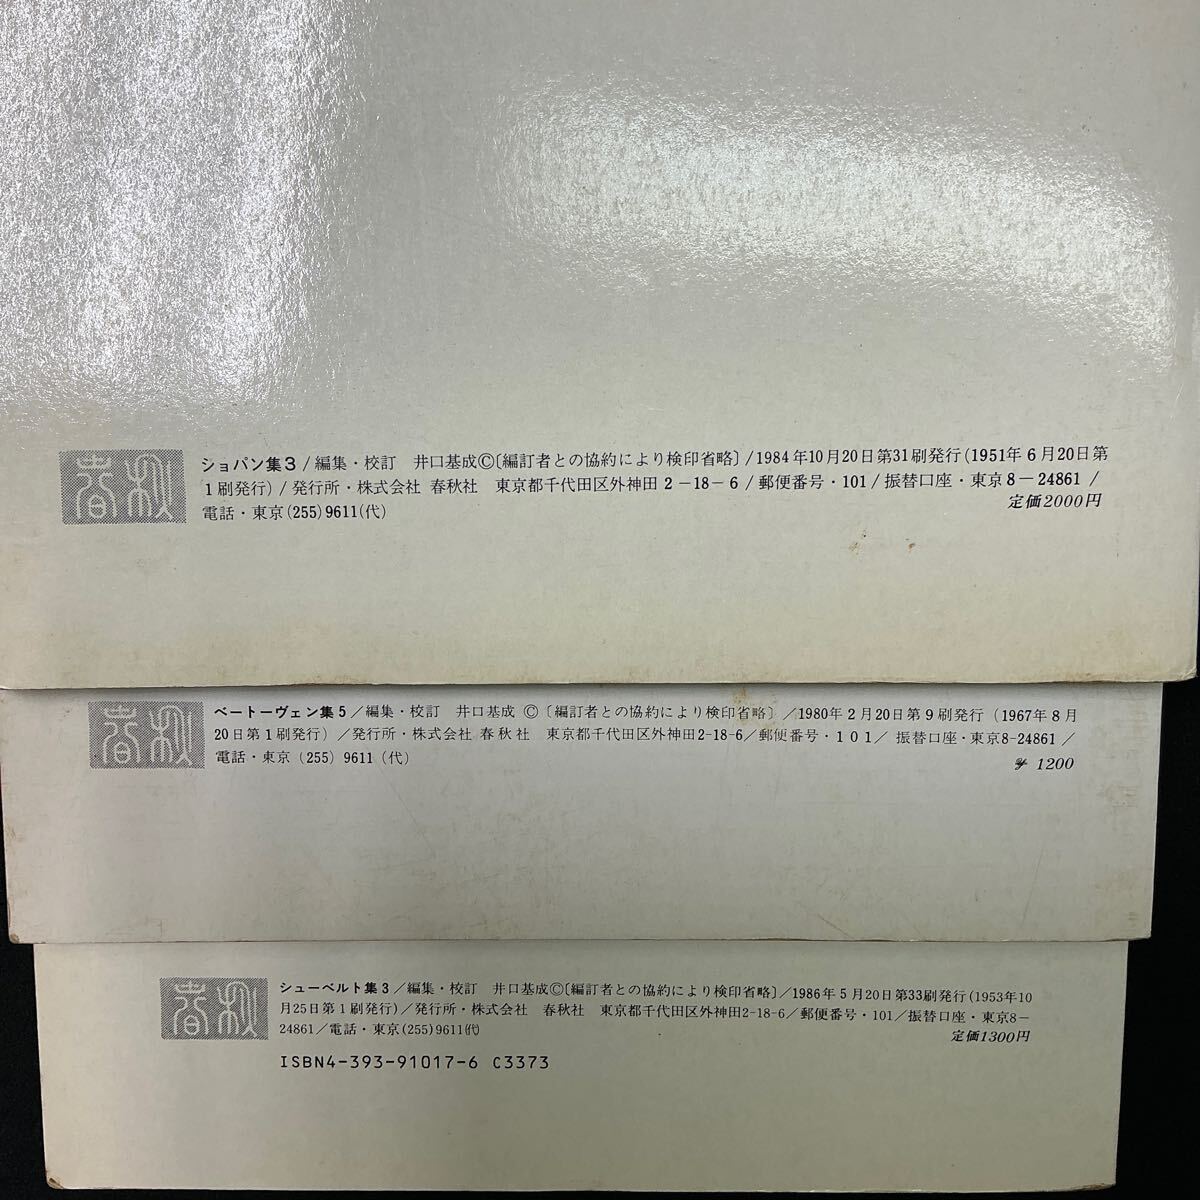 春秋
ショパン集3/編集・校訂 井口基成©〔編訂者との協約により検印省略〕/1984年10月20日第31刷発行(1951年6月20日第
1刷発行)/発行所・株式会社 春秋社 東京都千代田区外神田2-18-6/郵便番号・101/振替口座・東京8-24861/
電話・東京(255)9611(代)
定価2000円
春秋
ベートーヴェン集5/編集・校訂 井口基成 ©〔編訂者との協約により検印省略〕/1980年2月20日第9刷発行(1967年8月
20日第1刷発行)/発行所・株式会社 春秋社 東京都千代田区外神田2-18-6/郵便番号・101/振替口座・東京8-24861/
電話・東京(255)9611(代)
¥ 1200
春秋
シューベルト集3/編集・校訂 井口基成©〔編訂者との協約により検印省略〕/1986年5月20日第33刷発行(1953年10
月25日第1刷発行)/発行所・株式会社 春秋社 東京都千代田区外神田2-18-6/郵便番号・101/振替口座・東京8-
24861/電話・東京(255)9611(代)
定価1300円
ISBN4-393-91017-6 C3373